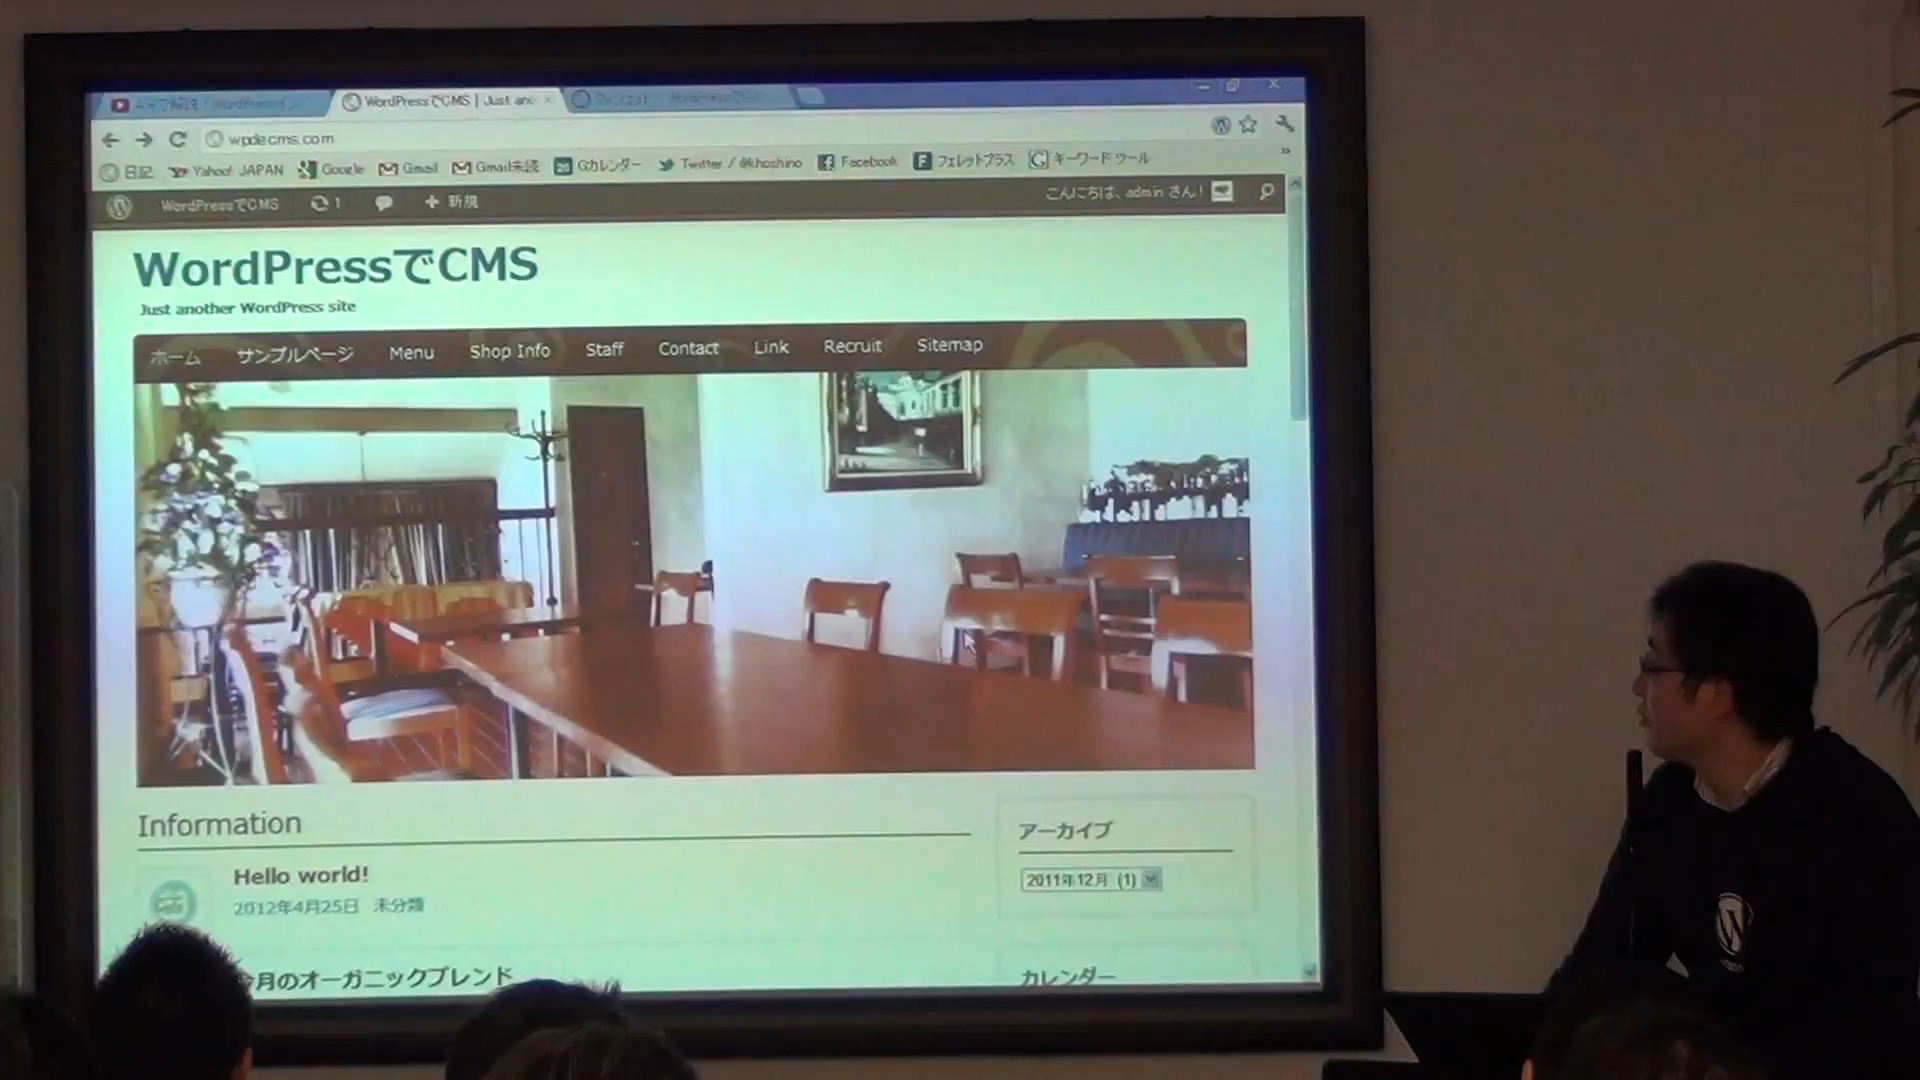 WordPressでCMS | Just ano
wpdecms.com
日記 Yahoo! JAPAN Google Gmail Gmail未読 Gカレンダー Twitter / @khoshino Facebook フェレットプラス キーワード ツール
WordPressでCMS 1 新規 こんにちは、admin さん!
WordPressでCMS
Just another WordPress site
ホーム サンプルページ Menu Shop Info Staff Contact Link Recruit Sitemap
Information
Hello world!
2012年4月25日 未分類
今月のオーガニックブレンド
アーカイブ
2011年12月 (1)
カレンダー